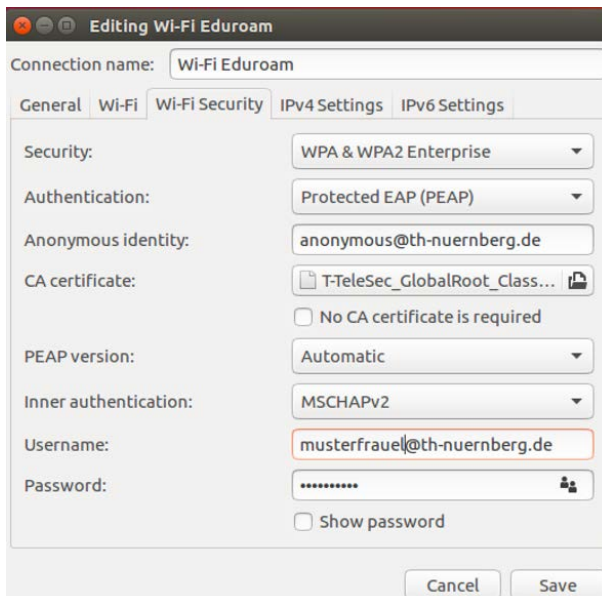 Editing Wi-Fi Eduroam
Connection name: Wi-Fi Eduroam
General Wi-Fi Wi-Fi Security IPv4 Settings IPv6 Settings
Security: WPA & WPA2 Enterprise
Authentication: Protected EAP (PEAP)
Anonymous identity: anonymous@th-nuernberg.de
CA certificate: T-TeleSec_GlobalRoot_Class...
No CA certificate is required
PEAP version: Automatic
Inner authentication: MSCHAPv2
Username: musterfrauel@th-nuernberg.de
Password: ••••••••••
Show password
Cancel Save